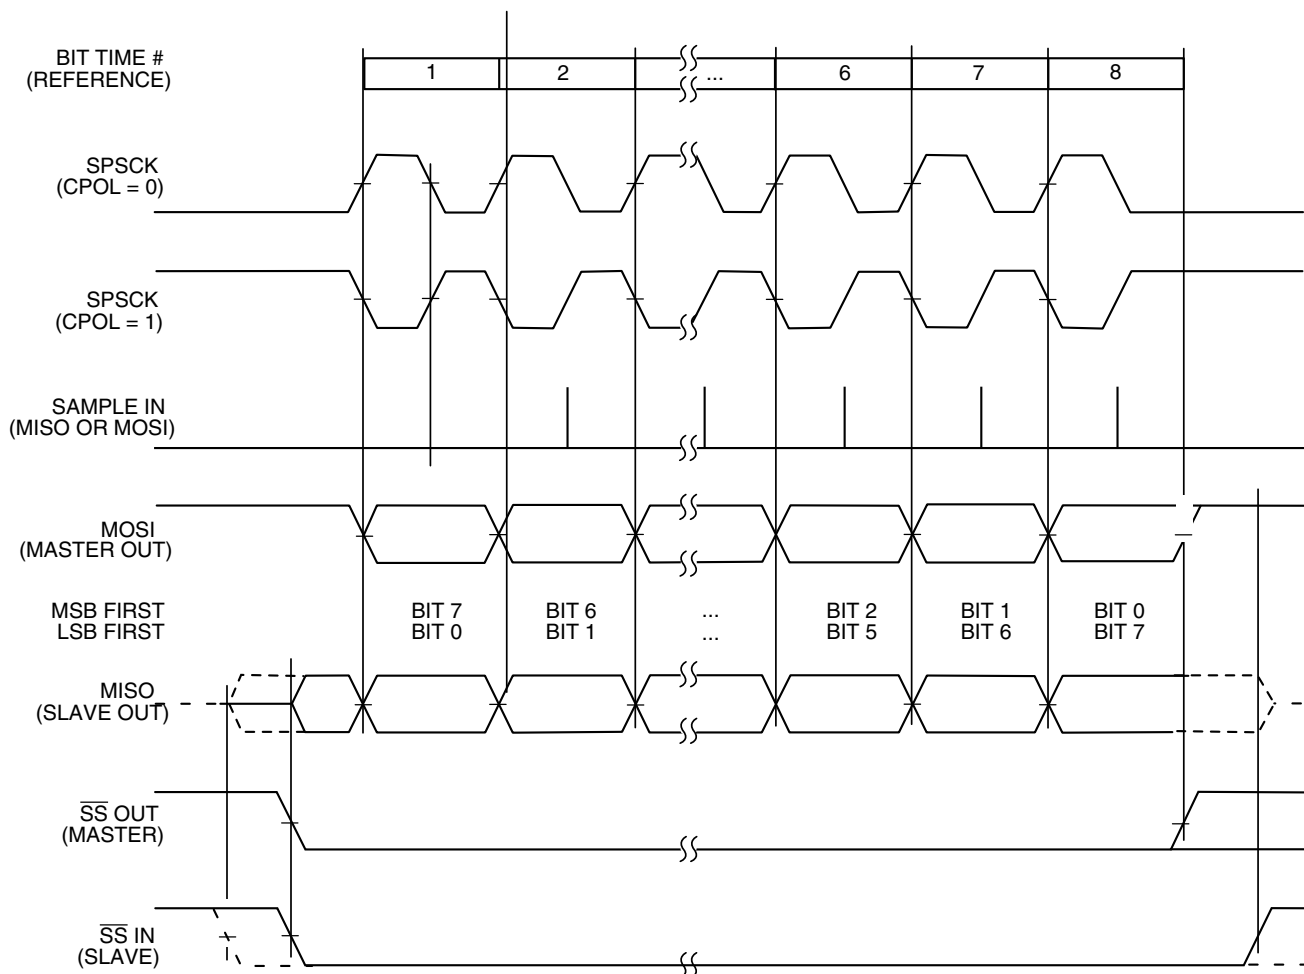 BIT TIME #
(REFERENCE)
1 2 ... 6 7 8
SPSCK
(CPOL = 0)
SPSCK
(CPOL = 1)
SAMPLE IN
(MISO OR MOSI)
MOSI
(MASTER OUT)
MSB FIRST BIT 7 BIT 6 ... BIT 2 BIT 1 BIT 0
LSB FIRST BIT 0 BIT 1 ... BIT 5 BIT 6 BIT 7
MISO
(SLAVE OUT)
S̅S̅ OUT
(MASTER)
S̅S̅ IN
(SLAVE)